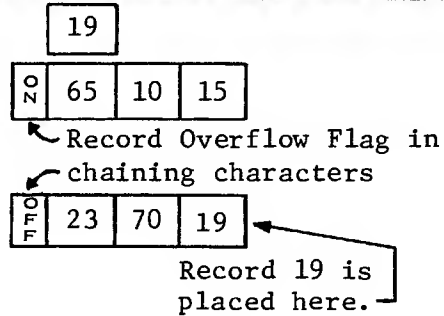 19
ON 65 10 15
Record Overflow Flag in
chaining characters
OFF 23 70 19
Record 19 is
placed here.